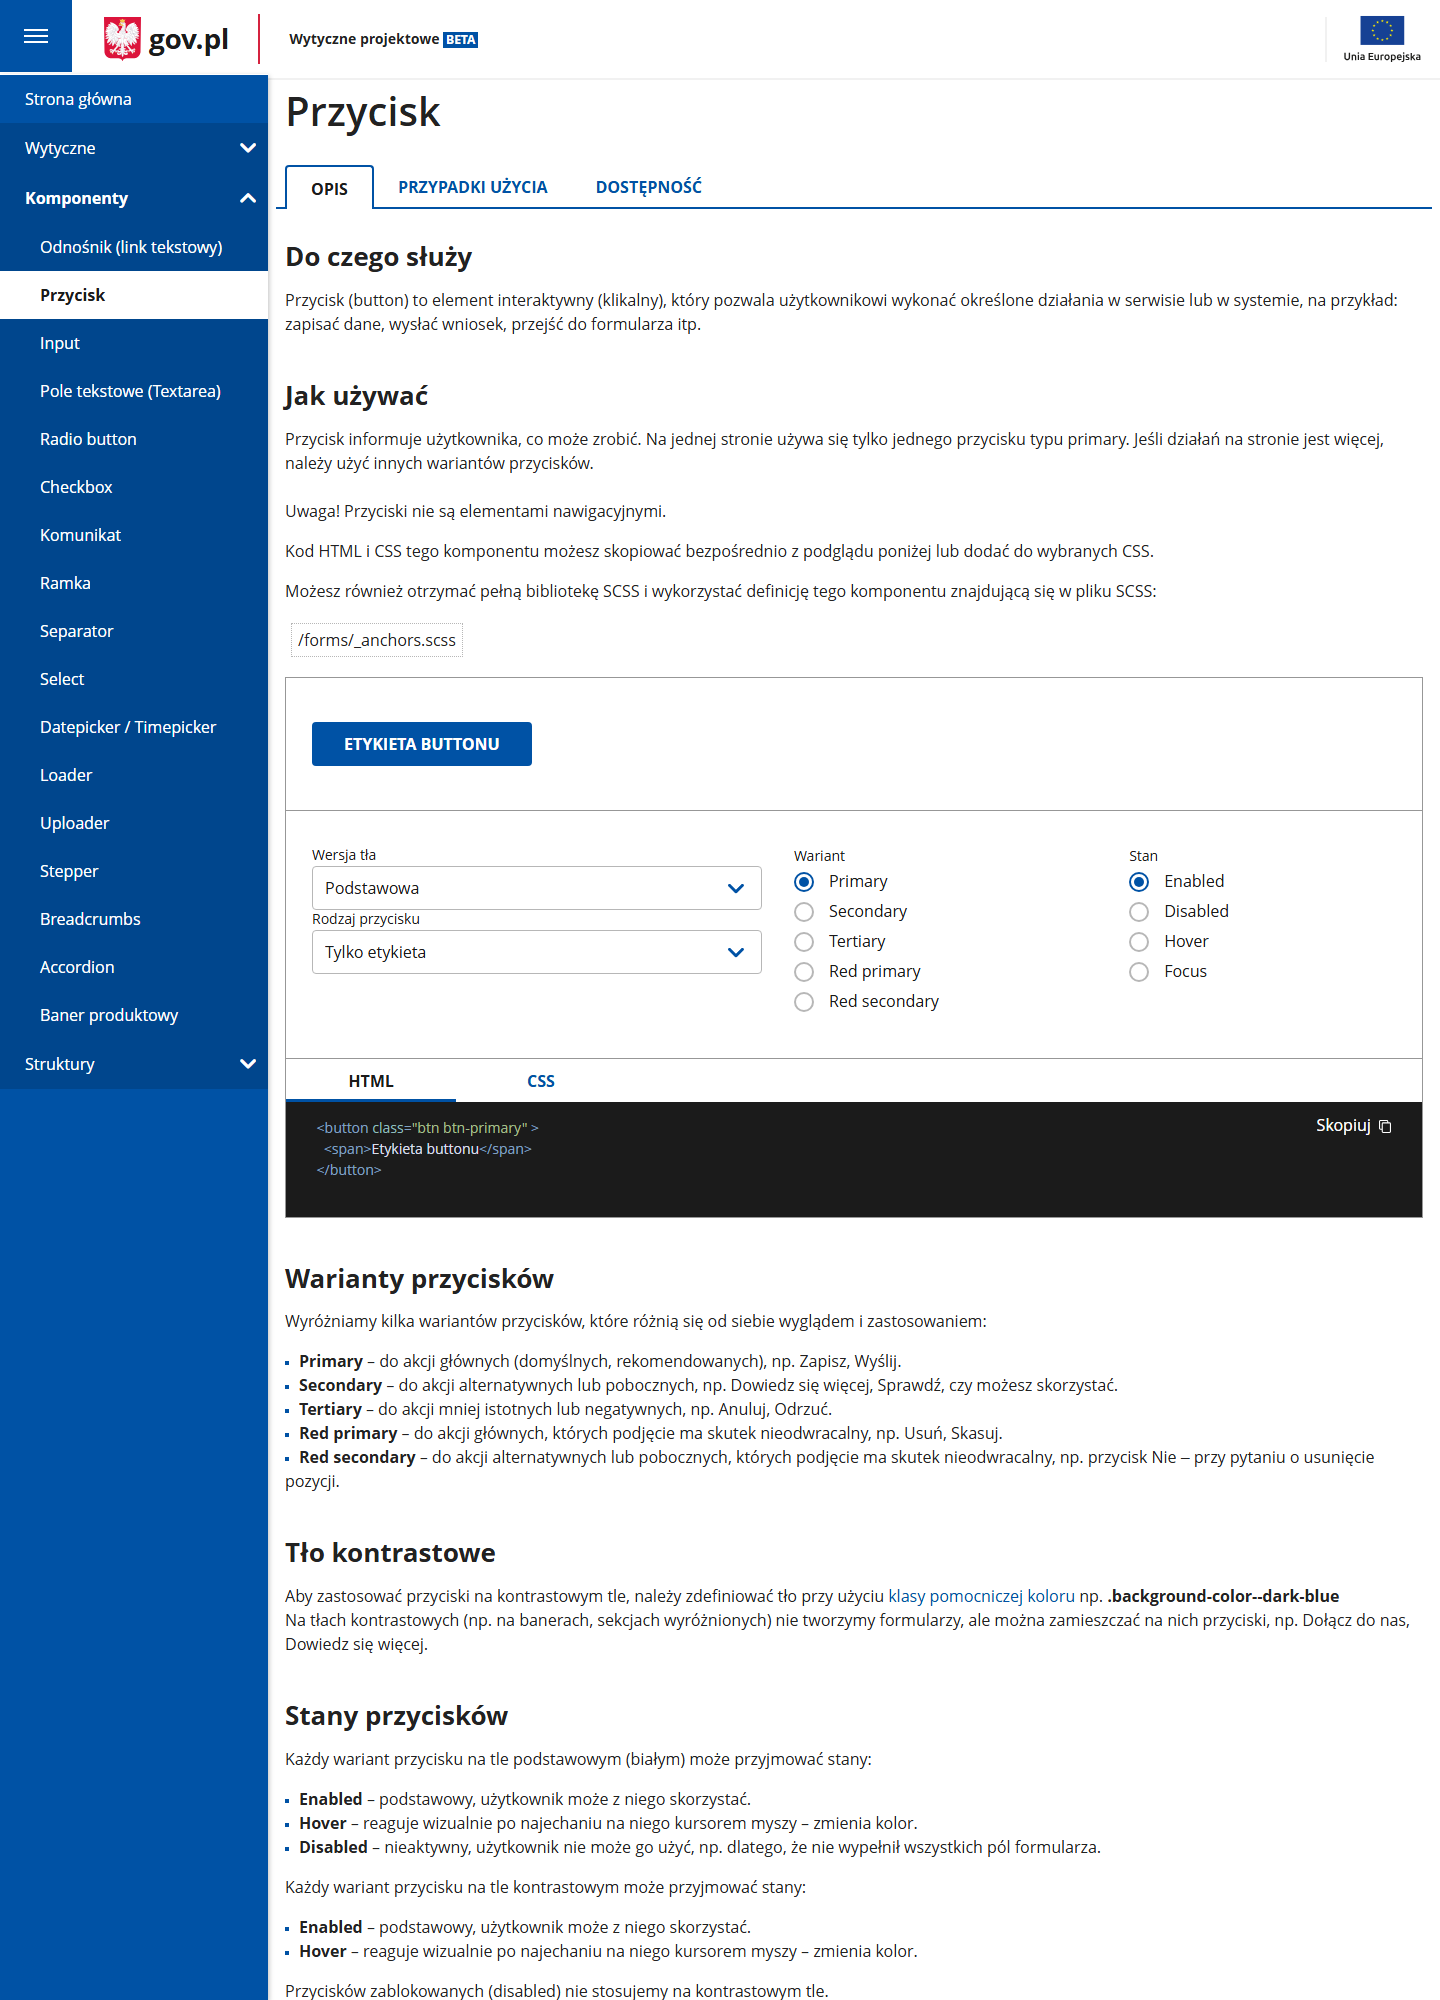 gov.pl
Wytyczne projektowe BETA
Unia Europejska
Strona główna
Wytyczne
Komponenty
Odnośnik (link tekstowy)
Przycisk
Input
Pole tekstowe (Textarea)
Radio button
Checkbox
Komunikat
Ramka
Separator
Select
Datepicker / Timepicker
Loader
Uploader
Stepper
Breadcrumbs
Accordion
Baner produktowy
Struktury
Przycisk
OPIS
PRZYPADKI UŻYCIA
DOSTĘPNOŚĆ
Do czego służy
Przycisk (button) to element interaktywny (klikalny), który pozwala użytkownikowi wykonać określone działania w serwisie lub w systemie, na przykład:
zapisać dane, wysłać wniosek, przejść do formularza itp.
Jak używać
Przycisk informuje użytkownika, co może zrobić. Na jednej stronie używa się tylko jednego przycisku typu primary. Jeśli działań na stronie jest więcej,
należy użyć innych wariantów przycisków.
Uwaga! Przyciski nie są elementami nawigacyjnymi.
Kod HTML i CSS tego komponentu możesz skopiować bezpośrednio z podglądu poniżej lub dodać do wybranych CSS.
Możesz również otrzymać pełną bibliotekę SCSS i wykorzystać definicję tego komponentu znajdującą się w pliku SCSS:
/forms/_anchors.scss
ETYKIETA BUTTONU
Wersja tła
Podstawowa
Rodzaj przycisku
Tylko etykieta
Wariant
Primary
Secondary
Tertiary
Red primary
Red secondary
Stan
Enabled
Disabled
Hover
Focus
HTML
CSS
Skopiuj
<button class="btn btn-primary" >
<span>Etykieta buttonu</span>
</button>
Warianty przycisków
Wyróżniamy kilka wariantów przycisków, które różnią się od siebie wyglądem i zastosowaniem:
Primary – do akcji głównych (domyślnych, rekomendowanych), np. Zapisz, Wyślij.
Secondary – do akcji alternatywnych lub pobocznych, np. Dowiedz się więcej, Sprawdź, czy możesz skorzystać.
Tertiary – do akcji mniej istotnych lub negatywnych, np. Anuluj, Odrzuć.
Red primary – do akcji głównych, których podjęcie ma skutek nieodwracalny, np. Usuń, Skasuj.
Red secondary – do akcji alternatywnych lub pobocznych, których podjęcie ma skutek nieodwracalny, np. przycisk Nie – przy pytaniu o usunięcie
pozycji.
Tło kontrastowe
Aby zastosować przyciski na kontrastowym tle, należy zdefiniować tło przy użyciu klasy pomocniczej koloru np. .background-color--dark-blue
Na tłach kontrastowych (np. na banerach, sekcjach wyróżnionych) nie tworzymy formularzy, ale można zamieszczać na nich przyciski, np. Dołącz do nas,
Dowiedz się więcej.
Stany przycisków
Każdy wariant przycisku na tle podstawowym (białym) może przyjmować stany:
Enabled – podstawowy, użytkownik może z niego skorzystać.
Hover – reaguje wizualnie po najechaniu na niego kursorem myszy – zmienia kolor.
Disabled – nieaktywny, użytkownik nie może go użyć, np. dlatego, że nie wypełnił wszystkich pól formularza.
Każdy wariant przycisku na tle kontrastowym może przyjmować stany:
Enabled – podstawowy, użytkownik może z niego skorzystać.
Hover – reaguje wizualnie po najechaniu na niego kursorem myszy – zmienia kolor.
Przycisków zablokowanych (disabled) nie stosujemy na kontrastowym tle.